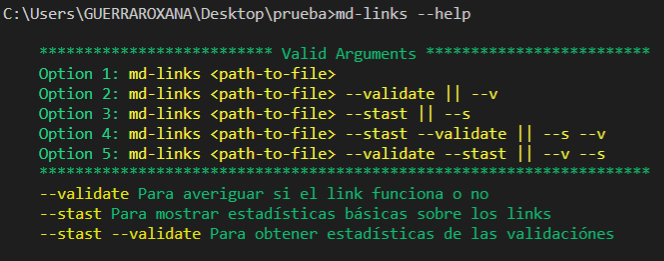 C:\Users\GUERRAROXANA\Desktop\prueba>md-links --help
************************** Valid Arguments *************************
Option 1: md-links <path-to-file>
Option 2: md-links <path-to-file> --validate || --v
Option 3: md-links <path-to-file> --stast || --s
Option 4: md-links <path-to-file> --stast --validate || --s --v
Option 5: md-links <path-to-file> --validate --stast || --v --s
********************************************************************
--validate Para averiguar si el link funciona o no
--stast Para mostrar estadísticas básicas sobre los links
--stast --validate Para obtener estadísticas de las validaciónes